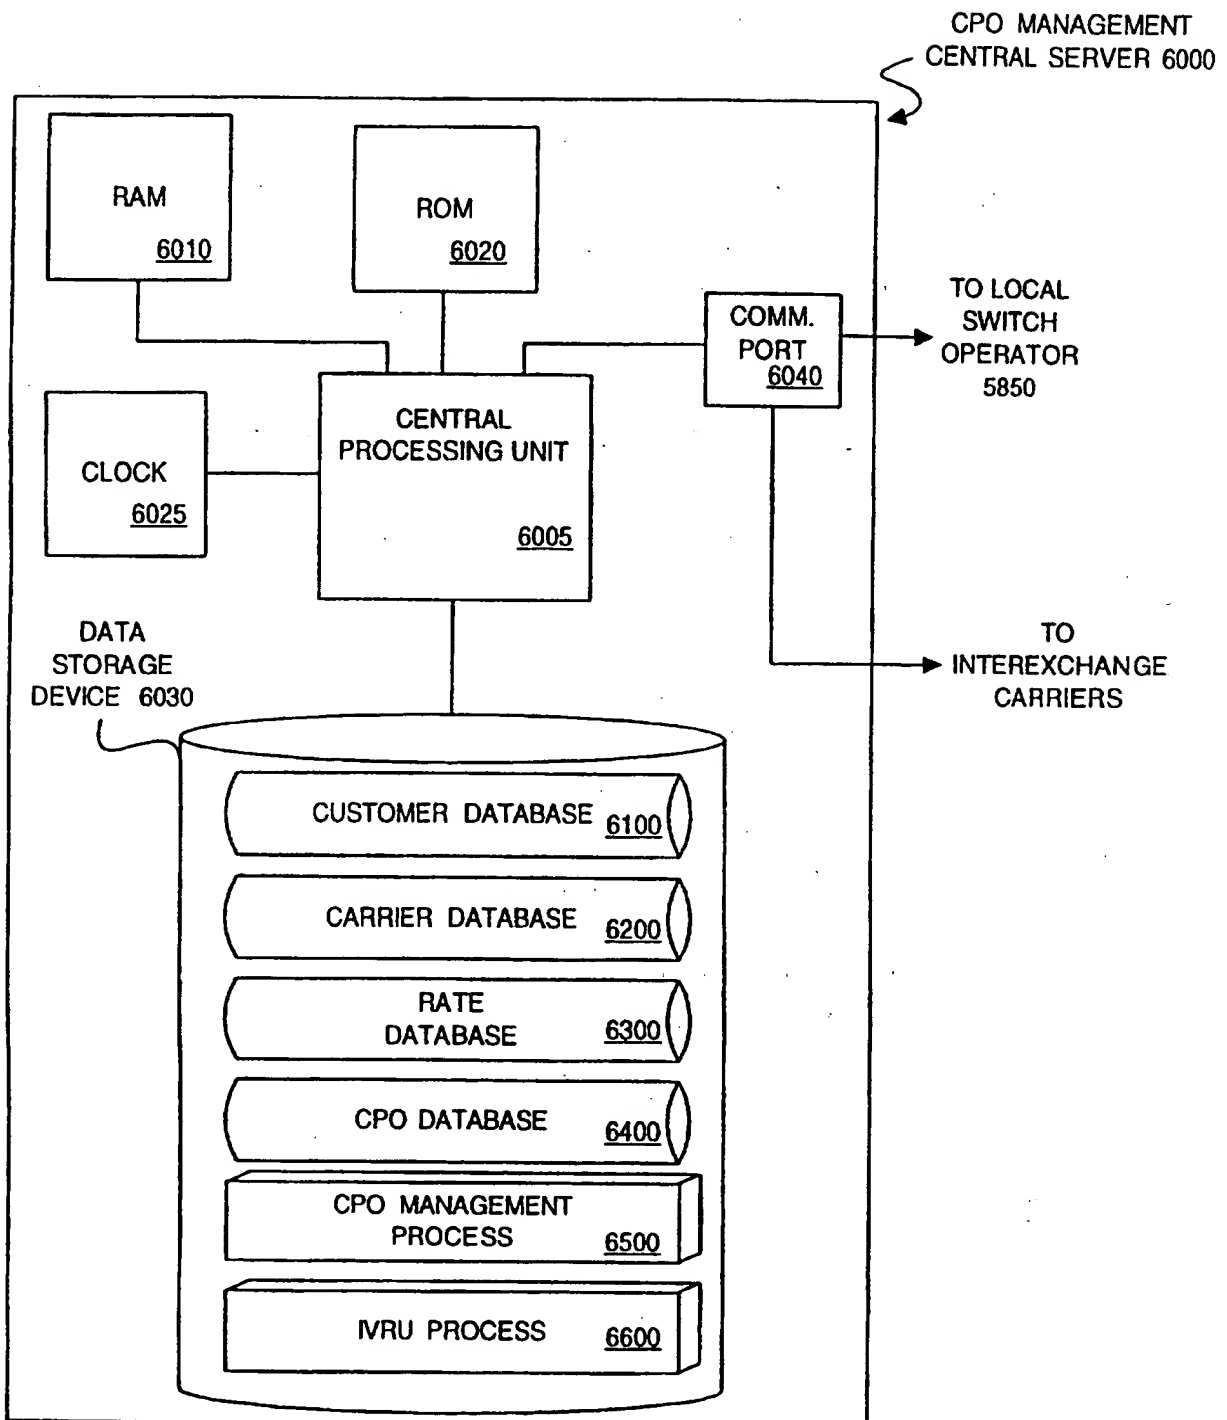 CPO MANAGEMENT
CENTRAL SERVER 6000
RAM
6010
ROM
6020
COMM.
PORT
6040
TO LOCAL
SWITCH
OPERATOR
5850
CLOCK
6025
CENTRAL
PROCESSING UNIT
6005
DATA
STORAGE
DEVICE 6030
TO
INTEREXCHANGE
CARRIERS
CUSTOMER DATABASE 6100
CARRIER DATABASE 6200
RATE
DATABASE 6300
CPO DATABASE 6400
CPO MANAGEMENT
PROCESS 6500
IVRU PROCESS 6600